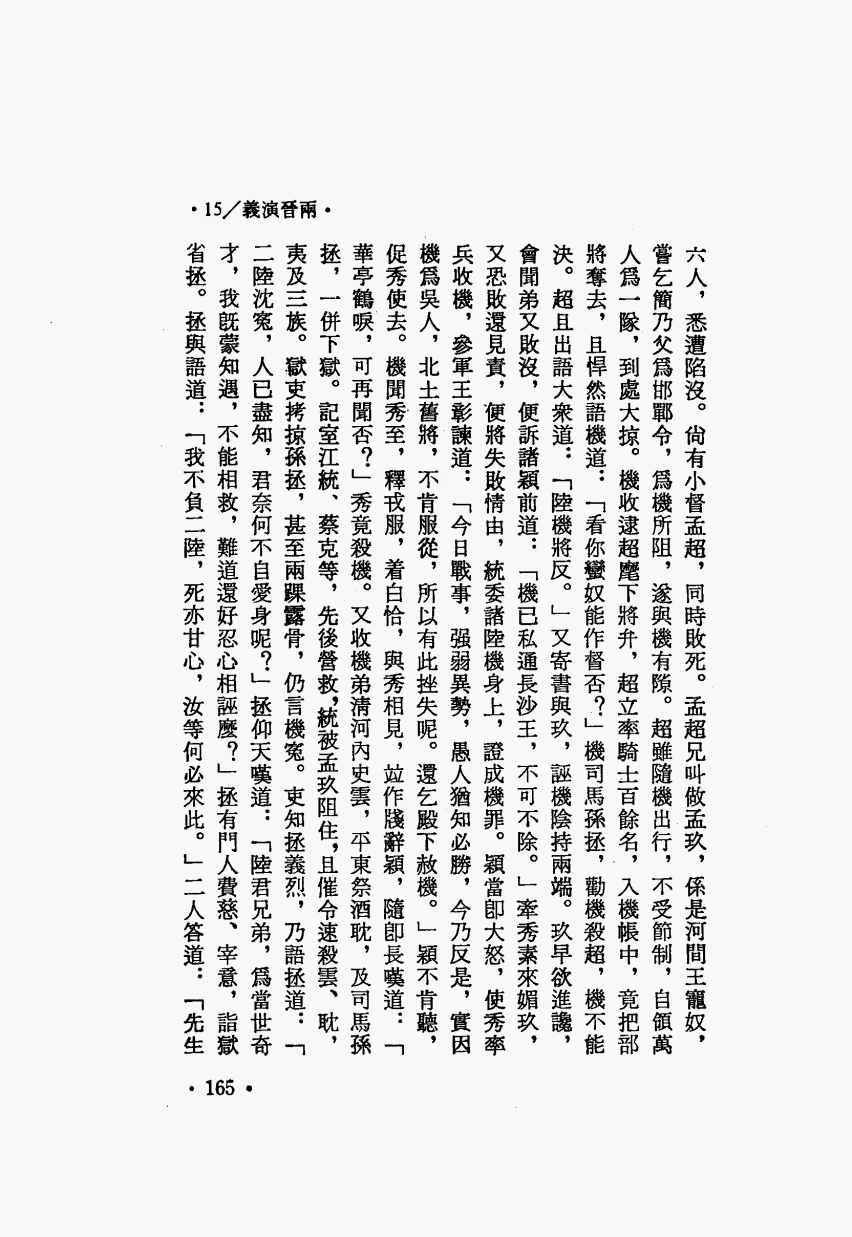 ·15／義演晉兩·
六人，悉遭陷沒。尙有小督孟超，同時敗死。孟超兄叫做孟玖，係是河間王寵奴，
嘗乞簡乃父爲邯鄲令，爲機所阻，遂與機有隙。超雖隨機出行，不受節制，自領萬
人爲一隊，到處大掠。機收逮超麾下將弁，超立率騎士百餘名，入機帳中，竟把部
將奪去，且悍然語機道：「看你蠻奴能作督否？」機司馬孫拯，勸機殺超，機不能
決。超且出語大衆道：「陸機將反。」又寄書與玖，誣機陰持兩端。玖早欲進讒，
會聞弟又敗沒，便訴諸穎前道：「機已私通長沙王，不可不除。」牽秀素來媚玖，
又恐敗還見責，便將失敗情由，統委諸陸機身上，證成機罪。穎當卽大怒，使秀率
兵收機，參軍王彰諫道：「今日戰事，强弱異勢，愚人猶知必勝，今乃反是，實因
機爲吳人，北土舊將，不肯服從，所以有此挫失呢。還乞殿下赦機。」穎不肯聽，
促秀使去。機聞秀至，釋戎服，着白恰，與秀相見，竝作牋辭穎，隨卽長嘆道：「
華亭鶴唳，可再聞否？」秀竟殺機。又收機弟淸河內史雲，平東祭酒耽，及司馬孫
拯，一併下獄。記室江統、蔡克等，先後營救，統被孟玖阻住，且催令速殺雲、耽，
夷及三族。獄吏拷掠孫拯，甚至兩踝露骨，仍言機寃。吏知拯義烈，乃語拯道：「
二陸沈寃，人已盡知，君奈何不自愛身呢？」拯仰天嘆道：「陸君兄弟，爲當世奇
才，我旣蒙知遇，不能相救，難道還好忍心相誣麼？」拯有門人費慈、宰意，詣獄
省拯。拯與語道：「我不負二陸，死亦甘心，汝等何必來此。」二人答道：「先生
·165·